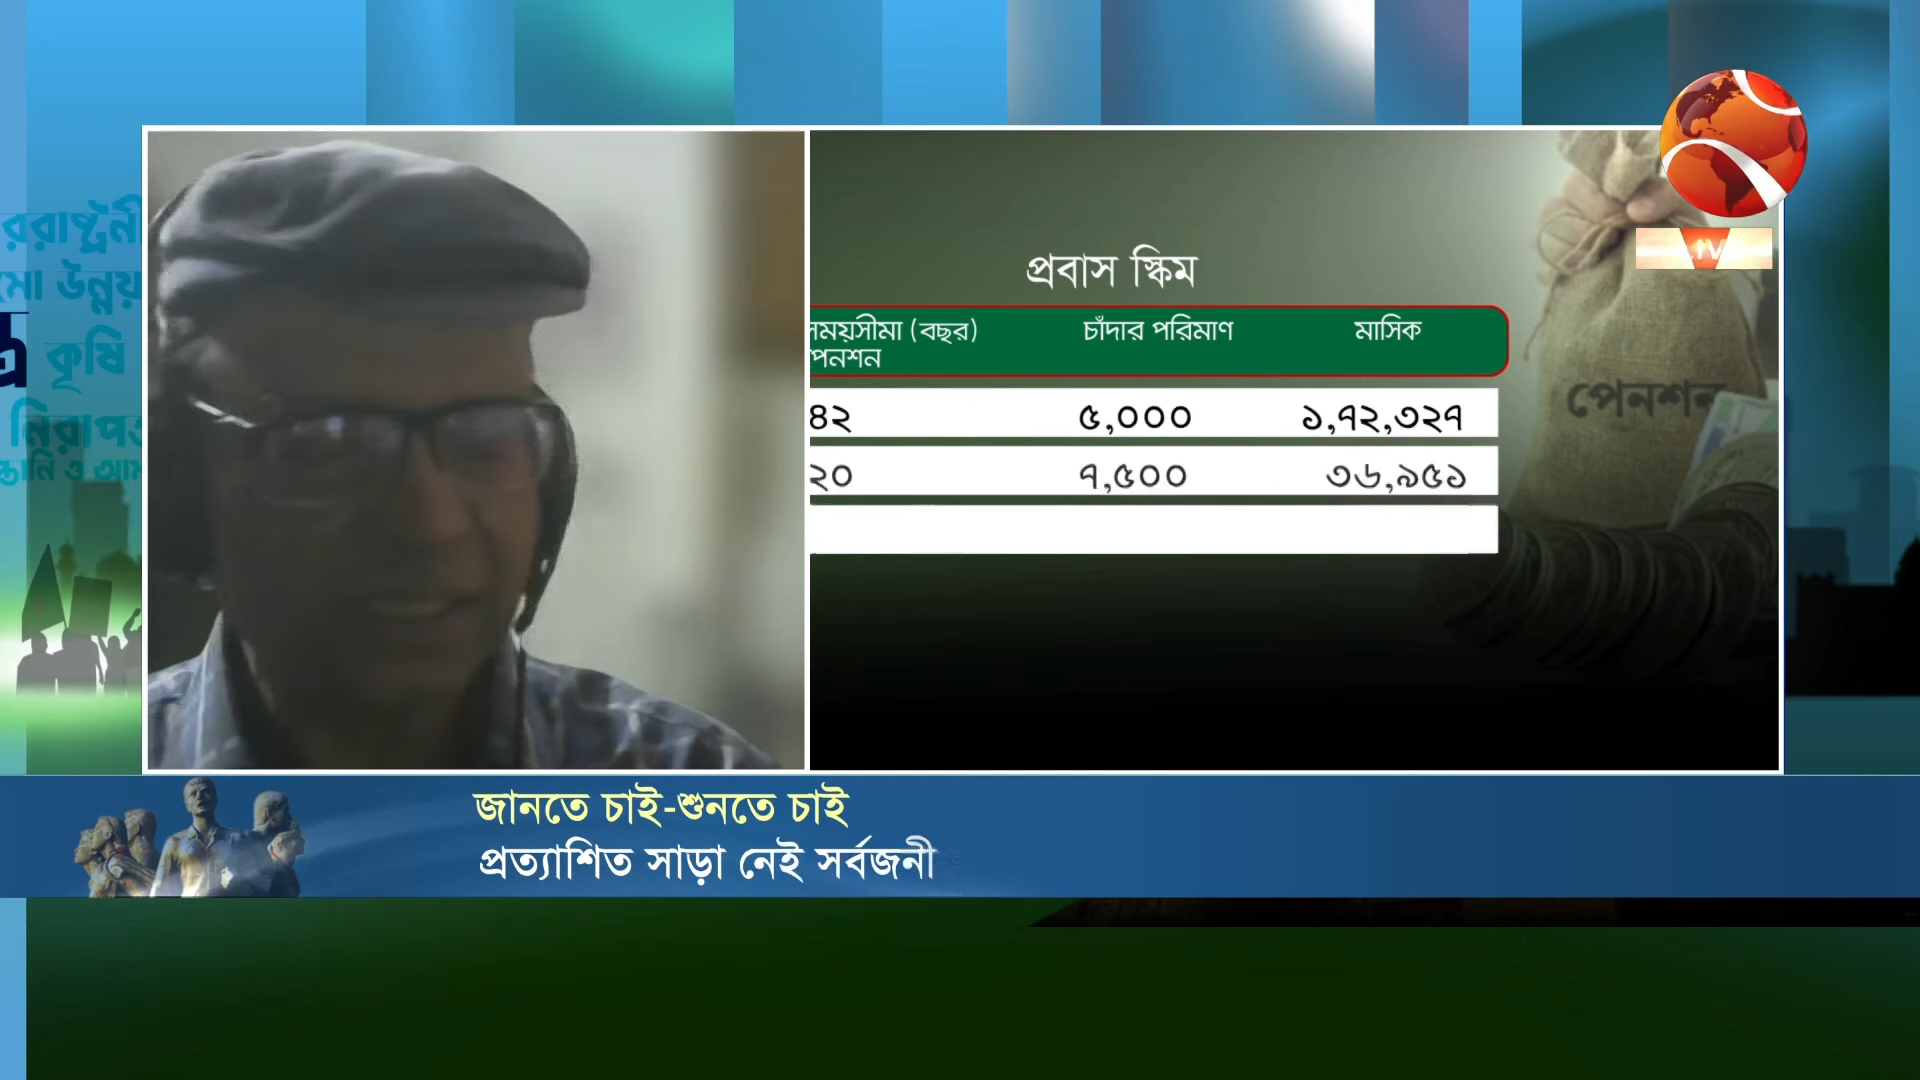 কৃষি
প্রবাস স্কিম
(বছর) চাঁদার পরিমাণ মাসিক
পেনশন
৪২ ৫,০০০ ১,৭২,৩২৭
২০ ৭,৫০০ ৩৬,৯৫১
পেনশন
tv
জানতে চাই-শুনতে চাই
প্রত্যাশিত সাড়া নেই সর্বজনী